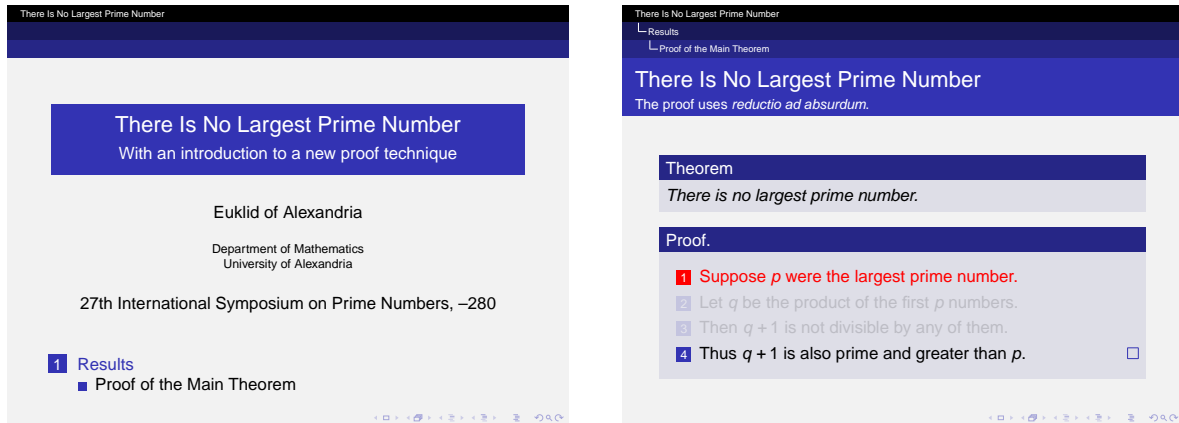 There Is No Largest Prime Number
There Is No Largest Prime Number
With an introduction to a new proof technique
Euklid of Alexandria
Department of Mathematics
University of Alexandria
27th International Symposium on Prime Numbers, –280
1 Results
Proof of the Main Theorem
There Is No Largest Prime Number
Results
Proof of the Main Theorem
There Is No Largest Prime Number
The proof uses reductio ad absurdum.
Theorem
There is no largest prime number.
Proof.
1 Suppose p were the largest prime number.
2 Let q be the product of the first p numbers.
3 Then q + 1 is not divisible by any of them.
4 Thus q + 1 is also prime and greater than p. □